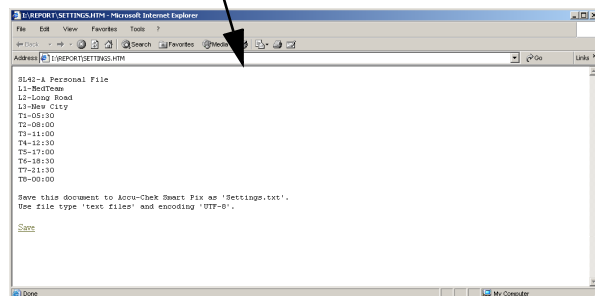 I:\REPORT\SETTINGS.HTM - Microsoft Internet Explorer
File Edit View Favorites Tools ?
Back Search Favorites Media
Address I:\REPORT\SETTINGS.HTM Go Links
SL42-A Personal File
L1-MedTeam
L2-Long Road
L3-New City
T1-05:30
T2-08:00
T3-11:00
T4-12:30
T5-17:00
T6-18:30
T7-21:30
T8-00:00
Save this document to Accu-Chek Smart Pix as 'Settings.txt'.
Use file type 'text files' and encoding 'UTF-8'.
Save
Done My Computer